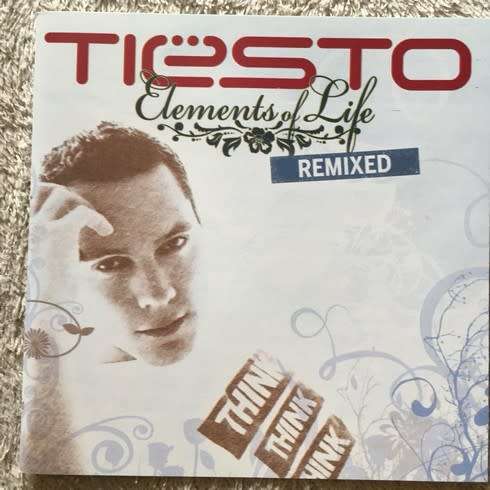 TIËSTO
Elements of Life
REMIXED
THINK
THINK
THINK